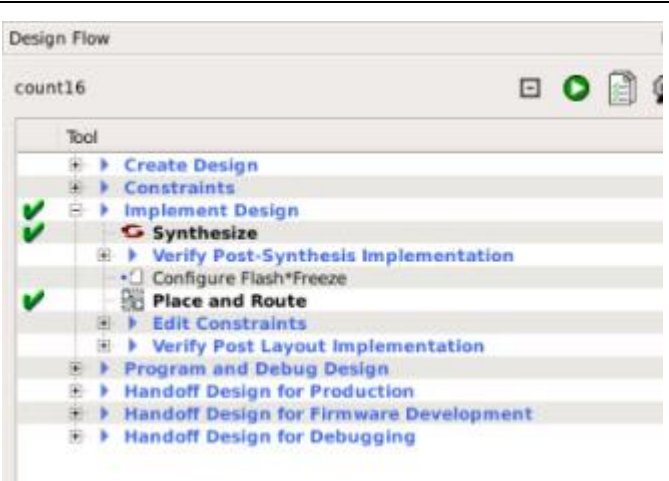 Design Flow
count16
Tool
Create Design
Constraints
Implement Design
Synthesize
Verify Post-Synthesis Implementation
Configure Flash*Freeze
Place and Route
Edit Constraints
Verify Post Layout Implementation
Program and Debug Design
Handoff Design for Production
Handoff Design for Firmware Development
Handoff Design for Debugging